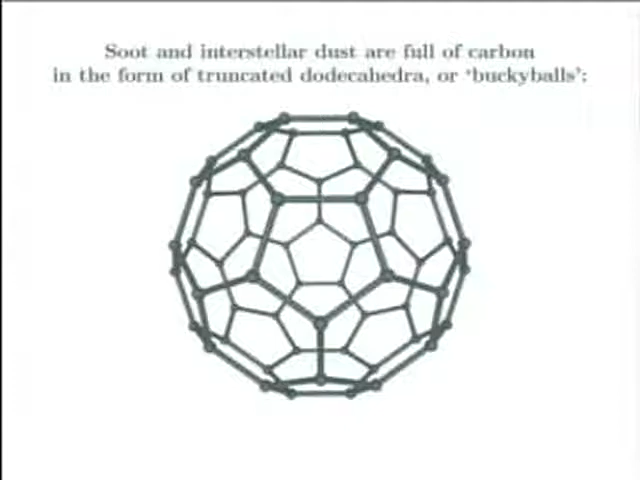 Soot and interstellar dust are full of carbon
in the form of truncated dodecahedra, or ‘buckyballs’: